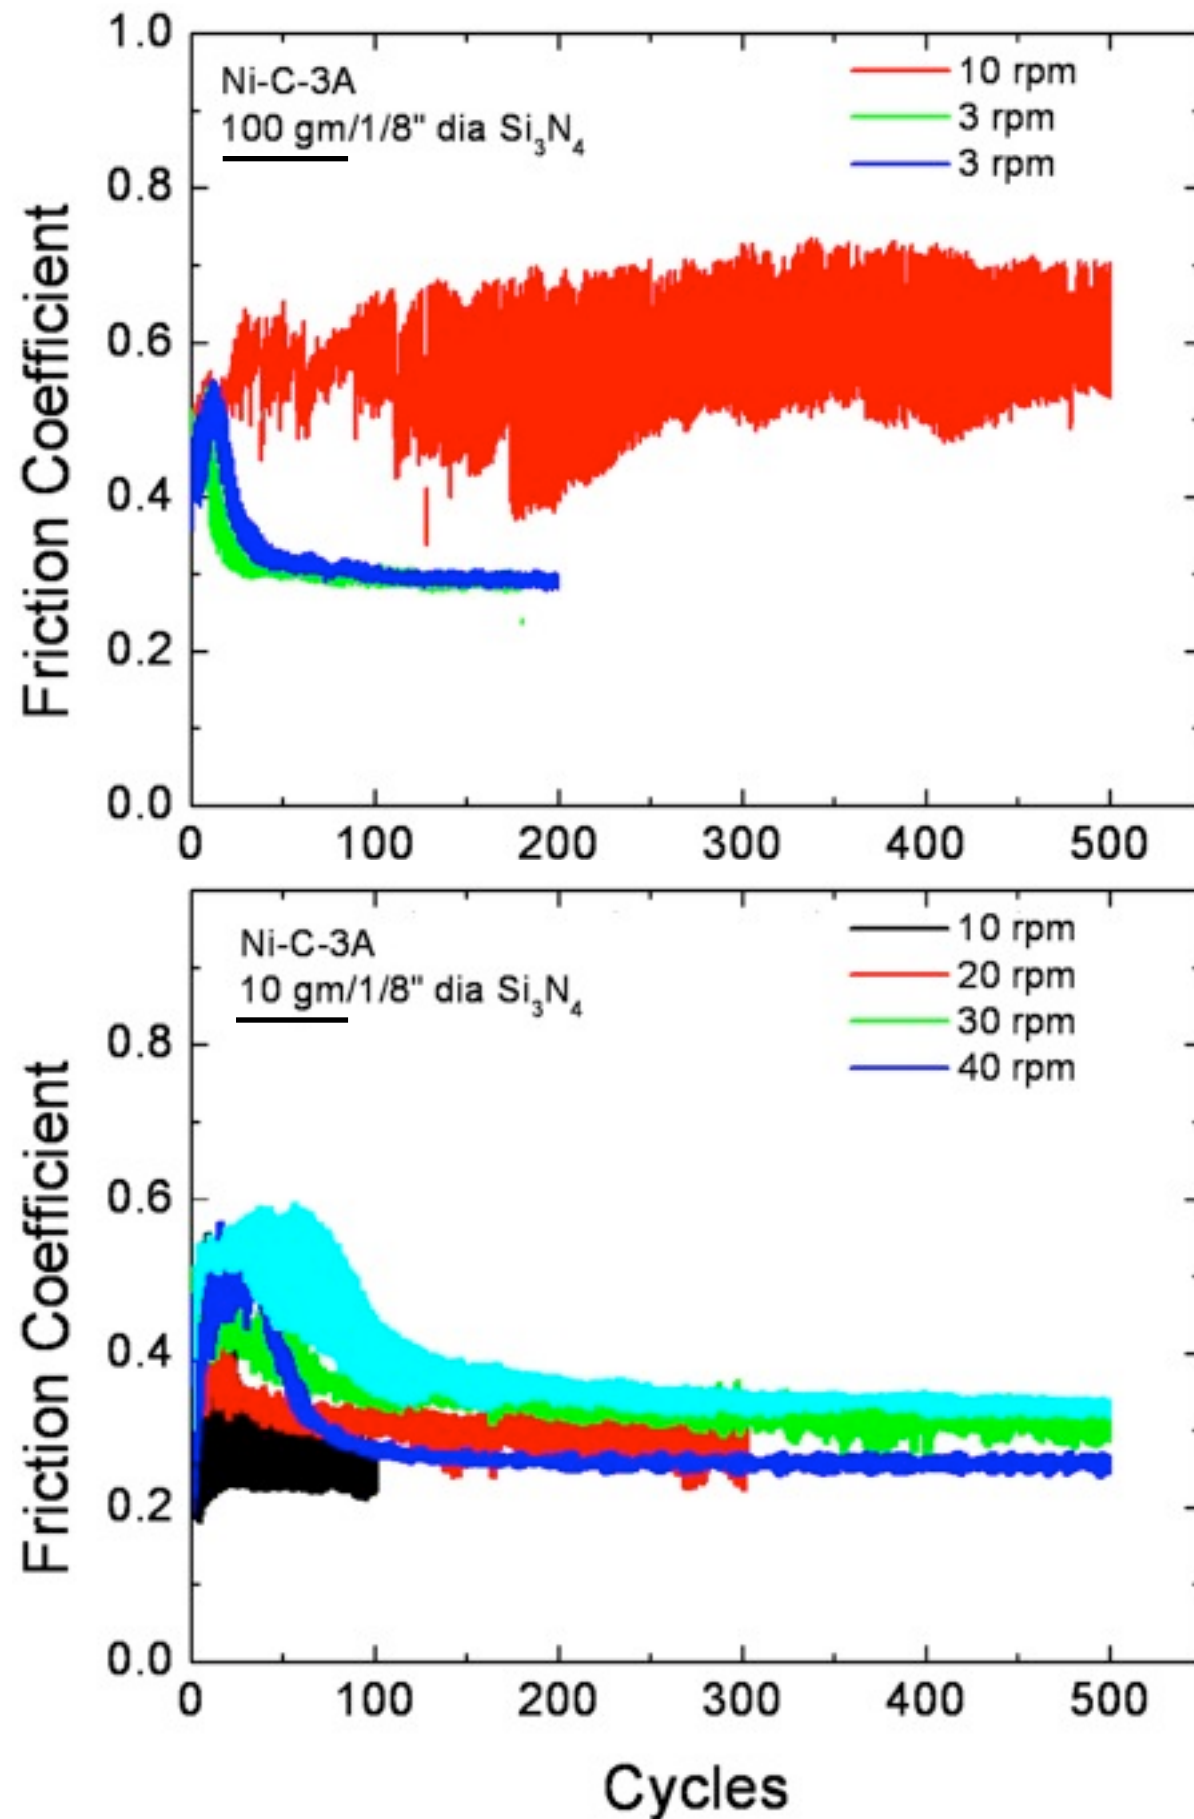 1.0
0.8
0.6
0.4
0.2
0.0
Friction Coefficient
Ni-C-3A
100 gm/1/8" dia Si₃N₄
10 rpm
3 rpm
3 rpm
0 100 200 300 400 500
0.8
0.6
0.4
0.2
0.0
Friction Coefficient
Ni-C-3A
10 gm/1/8" dia Si₃N₄
10 rpm
20 rpm
30 rpm
40 rpm
0 100 200 300 400 500
Cycles